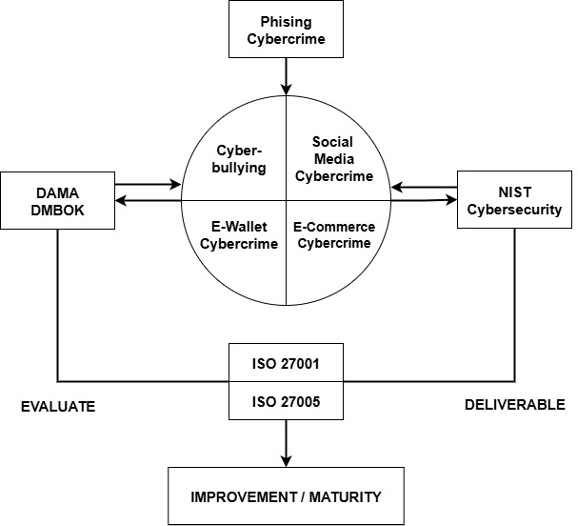 Phising
Cybercrime
Cyber-
bullying
Social
Media
Cybercrime
DAMA
DMBOK
NIST
Cybersecurity
E-Wallet
Cybercrime
E-Commerce
Cybercrime
ISO 27001
ISO 27005
EVALUATE
DELIVERABLE
IMPROVEMENT / MATURITY